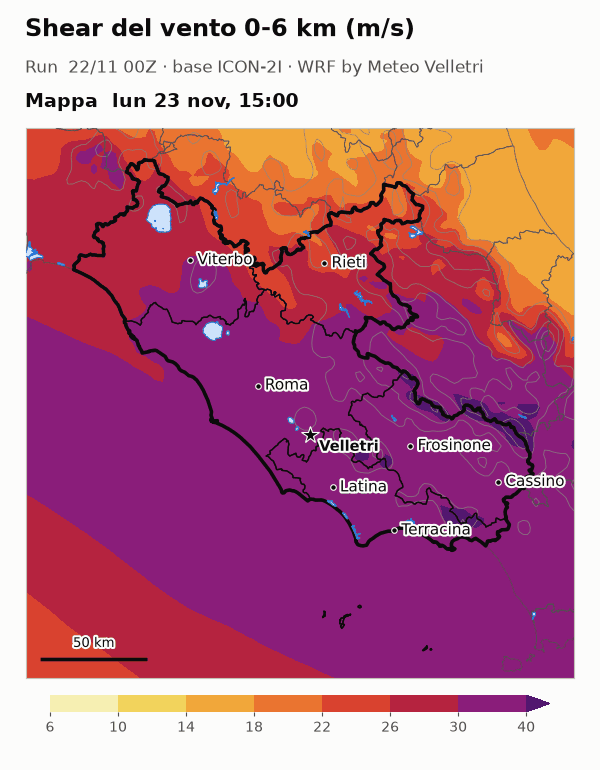 Shear del vento 0-6 km (m/s)
Run  22/11 00Z · base ICON-2I · WRF by Meteo Velletri
Mappa  lun 23 nov, 15:00
Viterbo
Rieti
Roma
Velletri
Frosinone
Cassino
Latina
Terracina
50 km
6 10 14 18 22 26 30 40